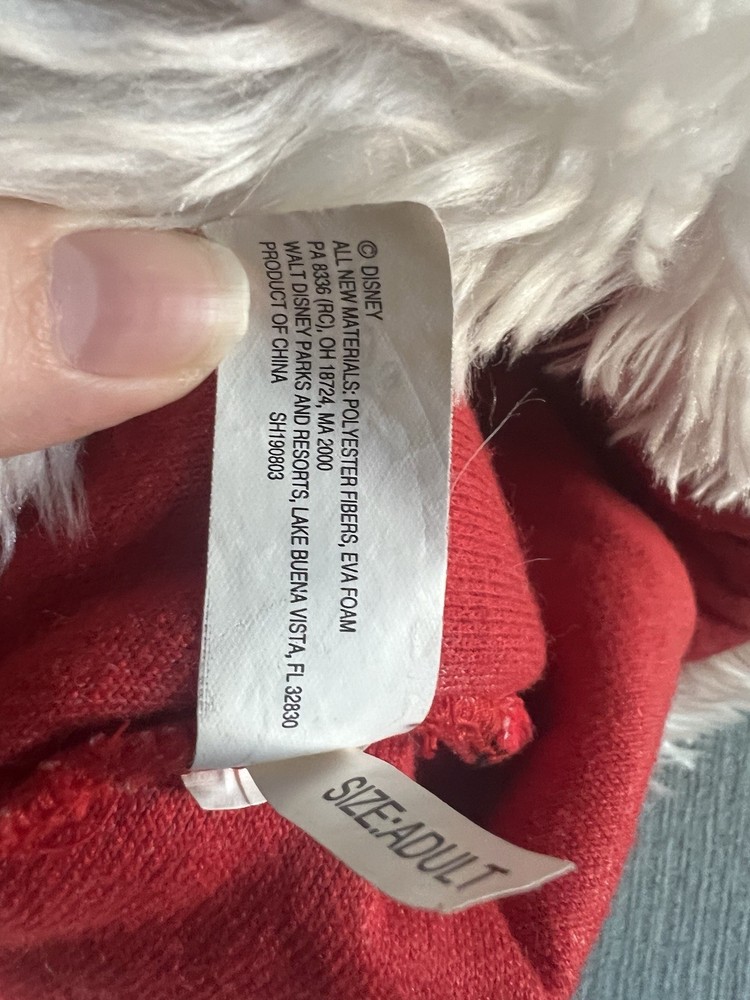 © DISNEY
ALL NEW MATERIALS: POLYESTER FIBERS, EVA FOAM
PA 8336 (RC), OH 18724, MA 2000
WALT DISNEY PARKS AND RESORTS, LAKE BUENA VISTA, FL 32830
PRODUCT OF CHINA SH190803
SIZE:ADULT